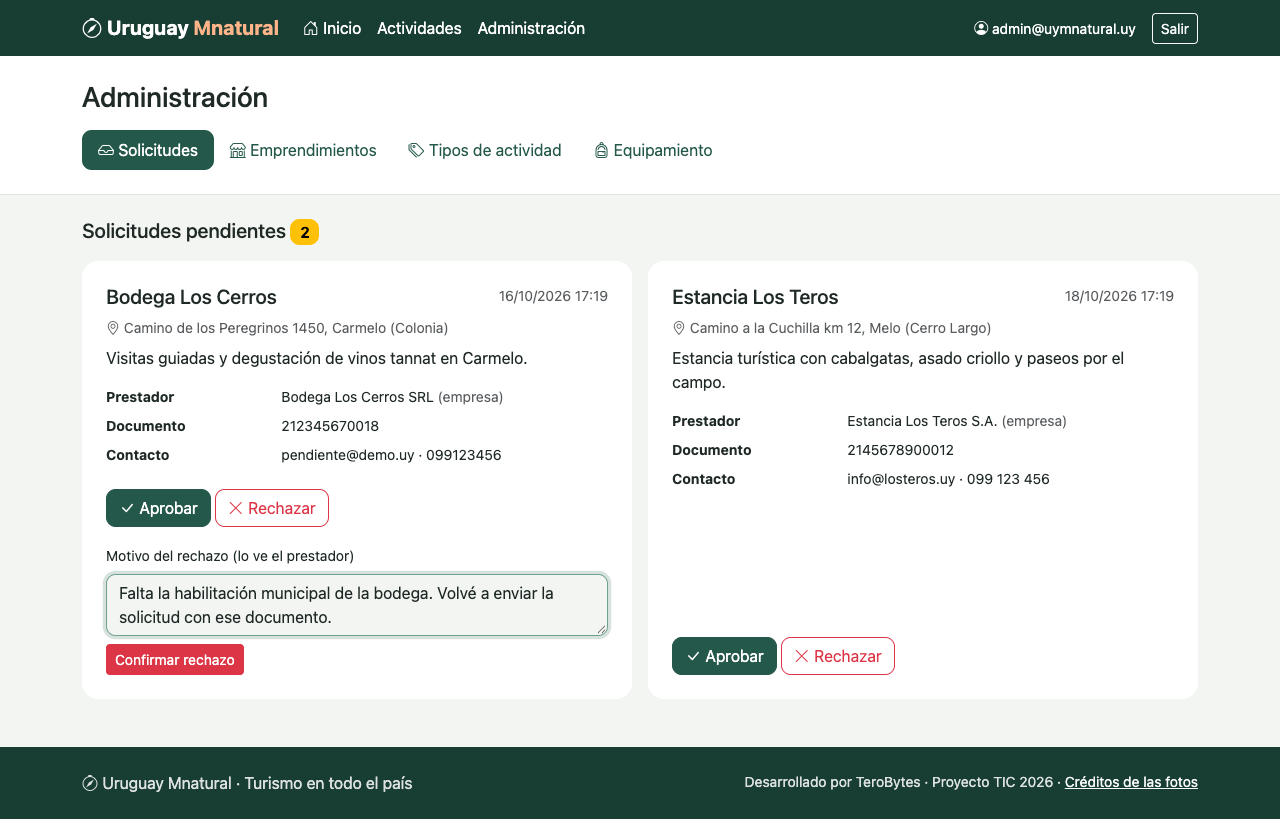 Uruguay Mnatural
Inicio
Actividades
Administración
admin@uymnatural.uy
Salir
Administración
Solicitudes
Emprendimientos
Tipos de actividad
Equipamiento
Solicitudes pendientes 2
Bodega Los Cerros
16/10/2026 17:19
Camino de los Peregrinos 1450, Carmelo (Colonia)
Visitas guiadas y degustación de vinos tannat en Carmelo.
Prestador Bodega Los Cerros SRL (empresa)
Documento 212345670018
Contacto pendiente@demo.uy · 099123456
Aprobar
Rechazar
Motivo del rechazo (lo ve el prestador)
Falta la habilitación municipal de la bodega. Volvé a enviar la
solicitud con ese documento.
Confirmar rechazo
Estancia Los Teros
18/10/2026 17:19
Camino a la Cuchilla km 12, Melo (Cerro Largo)
Estancia turística con cabalgatas, asado criollo y paseos por el
campo.
Prestador Estancia Los Teros S.A. (empresa)
Documento 2145678900012
Contacto info@losteros.uy · 099 123 456
Aprobar
Rechazar
Uruguay Mnatural · Turismo en todo el país
Desarrollado por TeroBytes · Proyecto TIC 2026 · Créditos de las fotos